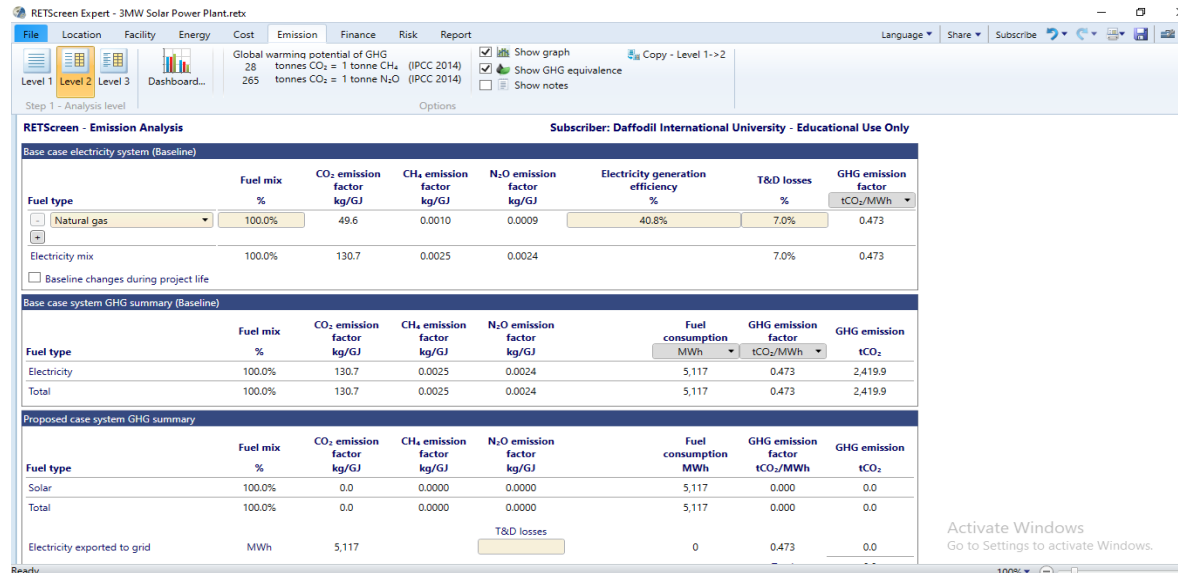 RETScreen Expert - 3MW Solar Power Plant.retx
File Location Facility Energy Cost Emission Finance Risk Report Language Share Subscribe
Level 1 Level 2 Level 3 Dashboard...
Step 1 - Analysis level
Global warming potential of GHG
28 tonnes CO₂ = 1 tonne CH₄ (IPCC 2014)
265 tonnes CO₂ = 1 tonne N₂O (IPCC 2014)
Show graph
Show GHG equivalence
Show notes
Copy - Level 1->2
Options
RETScreen - Emission Analysis Subscriber: Daffodil International University - Educational Use Only
Base case electricity system (Baseline)
Fuel mix CO₂ emission factor CH₄ emission factor N₂O emission factor Electricity generation efficiency T&D losses GHG emission factor
Fuel type % kg/GJ kg/GJ kg/GJ % % tCO₂/MWh
- Natural gas 100.0% 49.6 0.0010 0.0009 40.8% 7.0% 0.473
+
Electricity mix 100.0% 130.7 0.0025 0.0024 7.0% 0.473
Baseline changes during project life
Base case system GHG summary (Baseline)
Fuel mix CO₂ emission factor CH₄ emission factor N₂O emission factor Fuel consumption GHG emission factor GHG emission
Fuel type % kg/GJ kg/GJ kg/GJ MWh tCO₂/MWh tCO₂
Electricity 100.0% 130.7 0.0025 0.0024 5,117 0.473 2,419.9
Total 100.0% 130.7 0.0025 0.0024 5,117 0.473 2,419.9
Proposed case system GHG summary
Fuel mix CO₂ emission factor CH₄ emission factor N₂O emission factor Fuel consumption GHG emission factor GHG emission
Fuel type % kg/GJ kg/GJ kg/GJ MWh tCO₂/MWh tCO₂
Solar 100.0% 0.0 0.0000 0.0000 5,117 0.000 0.0
Total 100.0% 0.0 0.0000 0.0000 5,117 0.000 0.0
T&D losses
Electricity exported to grid MWh 5,117 0 0.473 0.0
Activate Windows
Go to Settings to activate Windows.
Ready 100%